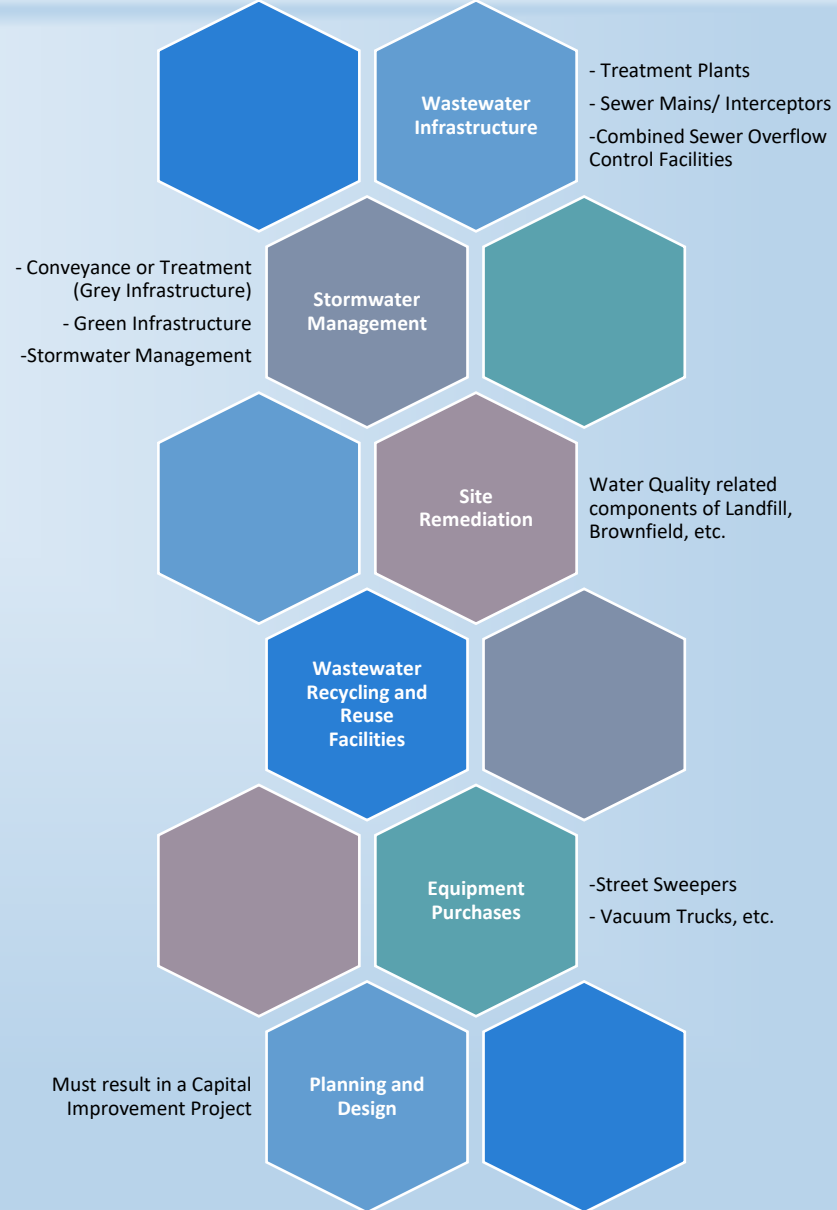 Wastewater
Infrastructure
- Treatment Plants
- Sewer Mains/ Interceptors
-Combined Sewer Overflow
Control Facilities
- Conveyance or Treatment
(Grey Infrastructure)
- Green Infrastructure
-Stormwater Management
Stormwater
Management
Site
Remediation
Water Quality related
components of Landfill,
Brownfield, etc.
Wastewater
Recycling and
Reuse
Facilities
Equipment
Purchases
-Street Sweepers
- Vacuum Trucks, etc.
Must result in a Capital
Improvement Project
Planning and
Design